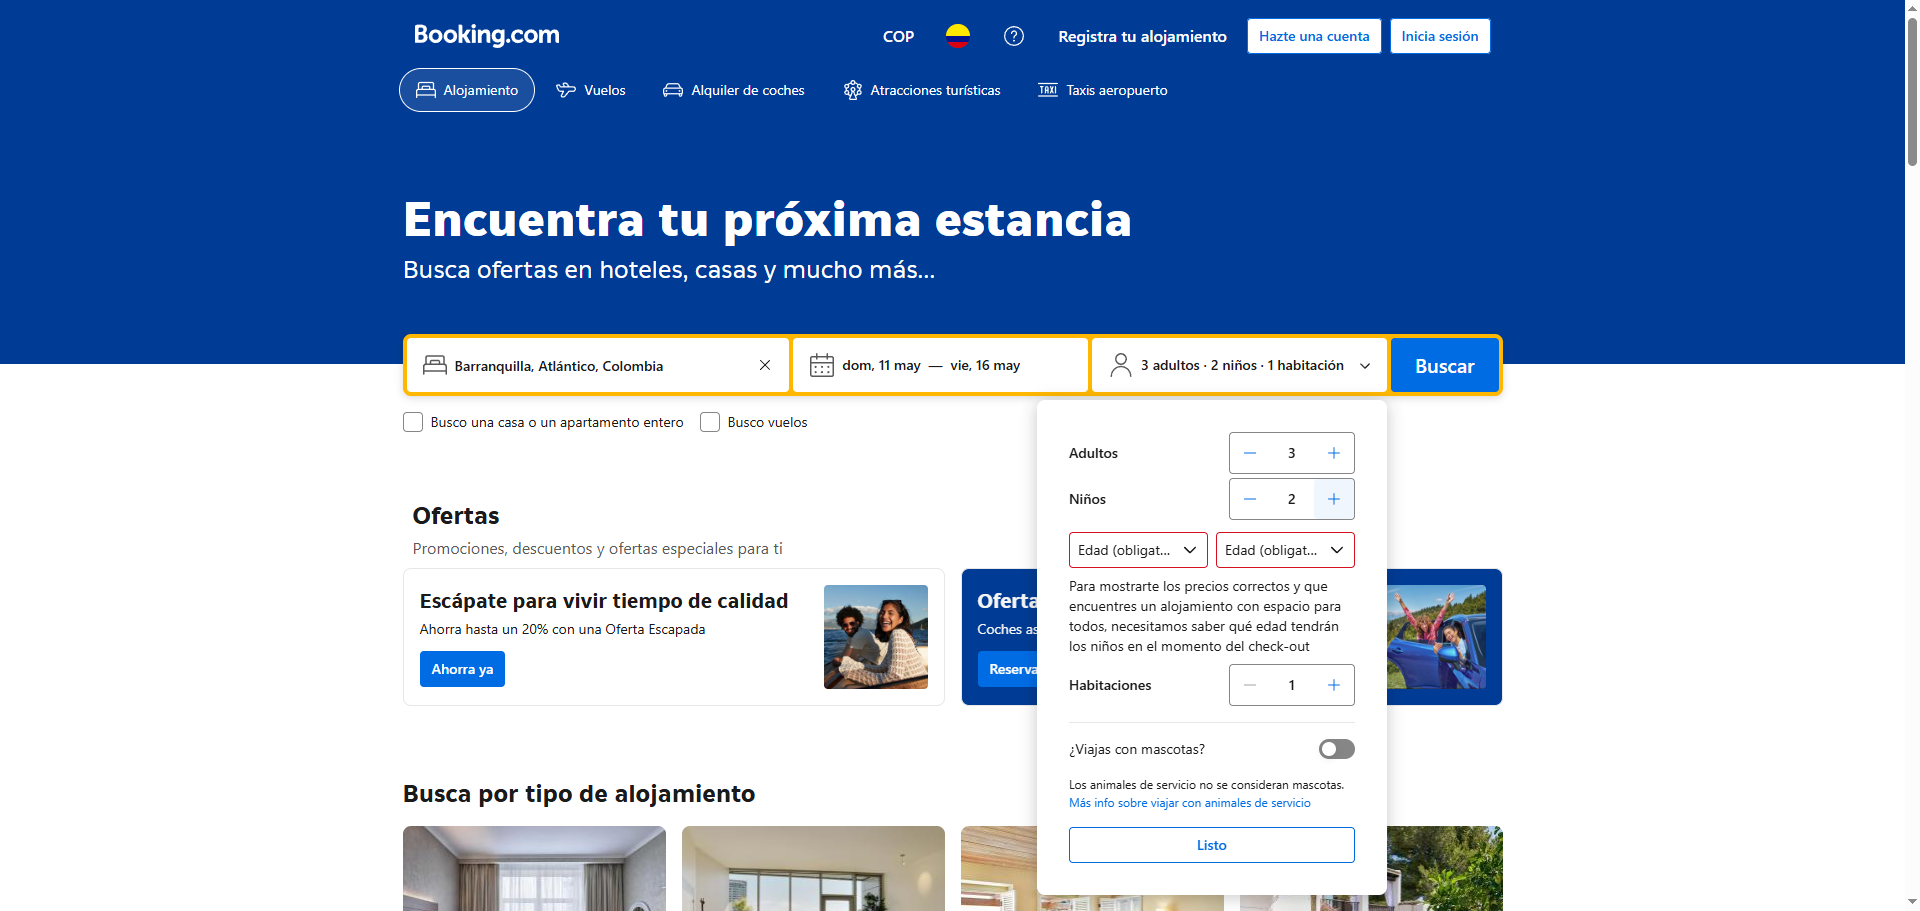 Booking.com
COP
Registra tu alojamiento
Hazte una cuenta
Inicia sesión
Alojamiento
Vuelos
Alquiler de coches
Atracciones turísticas
TAXI
Taxis aeropuerto
Encuentra tu próxima estancia
Busca ofertas en hoteles, casas y mucho más...
Barranquilla, Atlántico, Colombia
dom, 11 may — vie, 16 may
3 adultos · 2 niños · 1 habitación
Buscar
Busco una casa o un apartamento entero
Busco vuelos
Adultos
3
Niños
2
Edad (obligat...
Edad (obligat...
Para mostrarte los precios correctos y que
encuentres un alojamiento con espacio para
todos, necesitamos saber qué edad tendrán
los niños en el momento del check-out
Habitaciones
1
¿Viajas con mascotas?
Los animales de servicio no se consideran mascotas.
Más info sobre viajar con animales de servicio
Listo
Ofertas
Promociones, descuentos y ofertas especiales para ti
Escápate para vivir tiempo de calidad
Ahorra hasta un 20% con una Oferta Escapada
Ahorra ya
Oferta
Coches as
Reserva
Busca por tipo de alojamiento